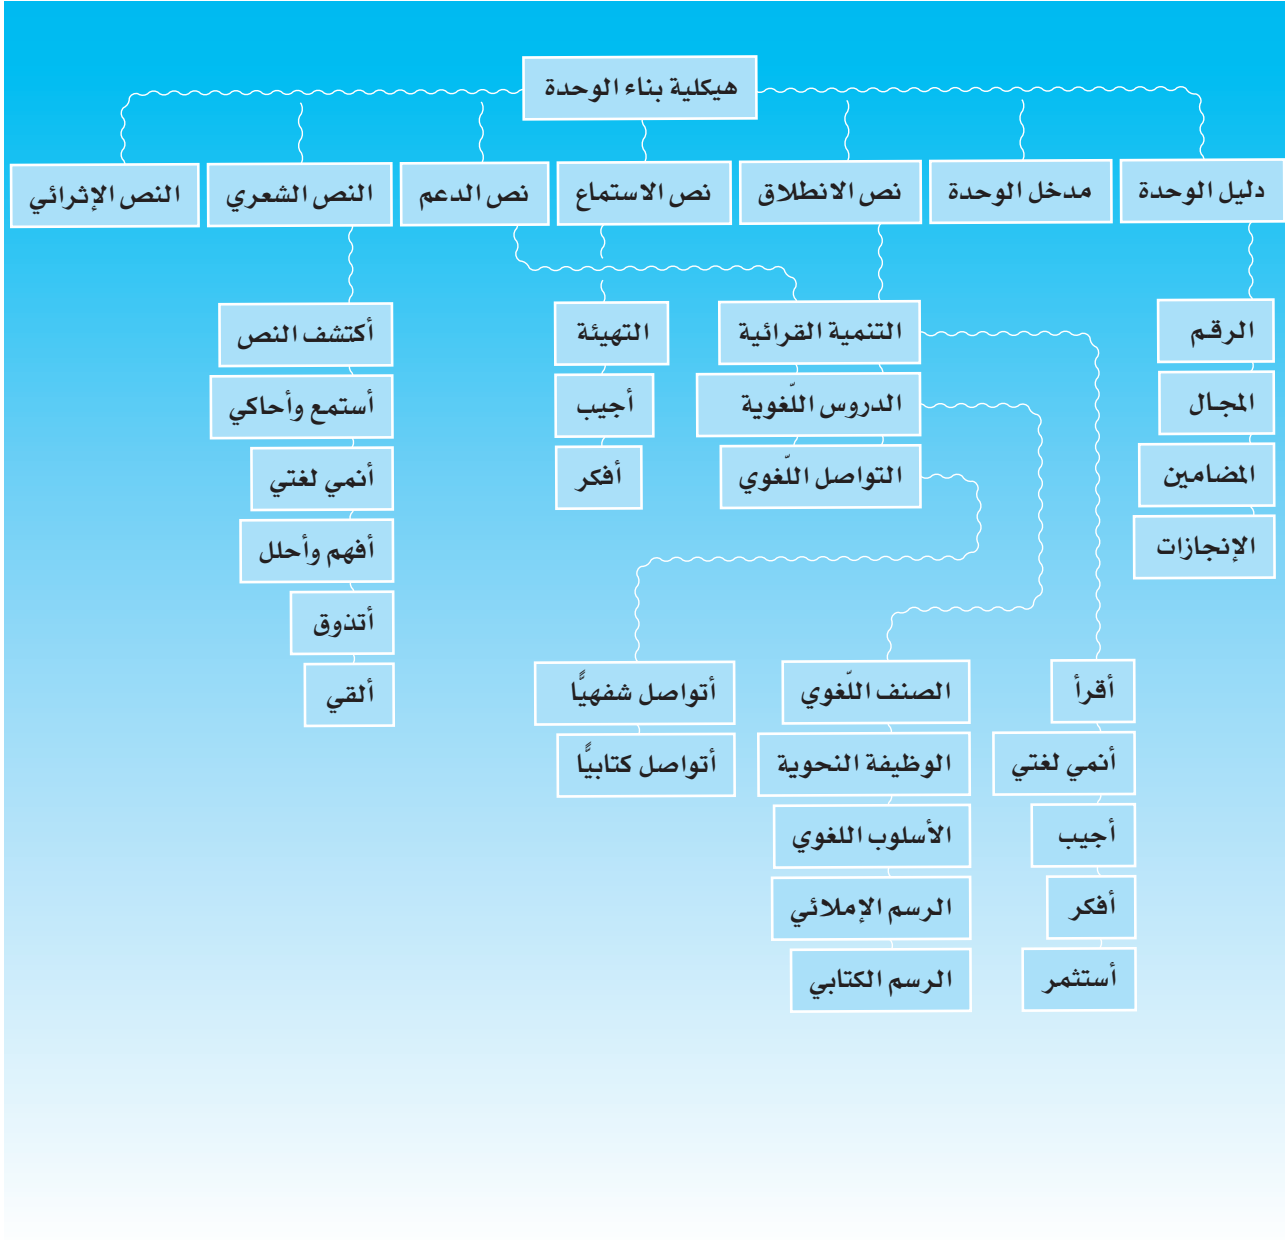 هيكلية بناء الوحدة
دليل الوحدة
مدخل الوحدة
نص الانطلاق
نص الاستماع
نص الدعم
النص الشعري
النص الإثرائي
الرقم
المجال
المضامين
الإنجازات
التنمية القرائية
الدروس اللّغوية
التواصل اللّغوي
التهيئة
أجيب
أفكر
أكتشف النص
أستمع وأحاكي
أنمي لغتي
أفهم وأحلل
أتذوق
ألقي
أقرأ
أنمي لغتي
أجيب
أفكر
أستثمر
الصنف اللّغوي
الوظيفة النحوية
الأسلوب اللغوي
الرسم الإملائي
الرسم الكتابي
أتواصل شفهيًّا
أتواصل كتابيًّا